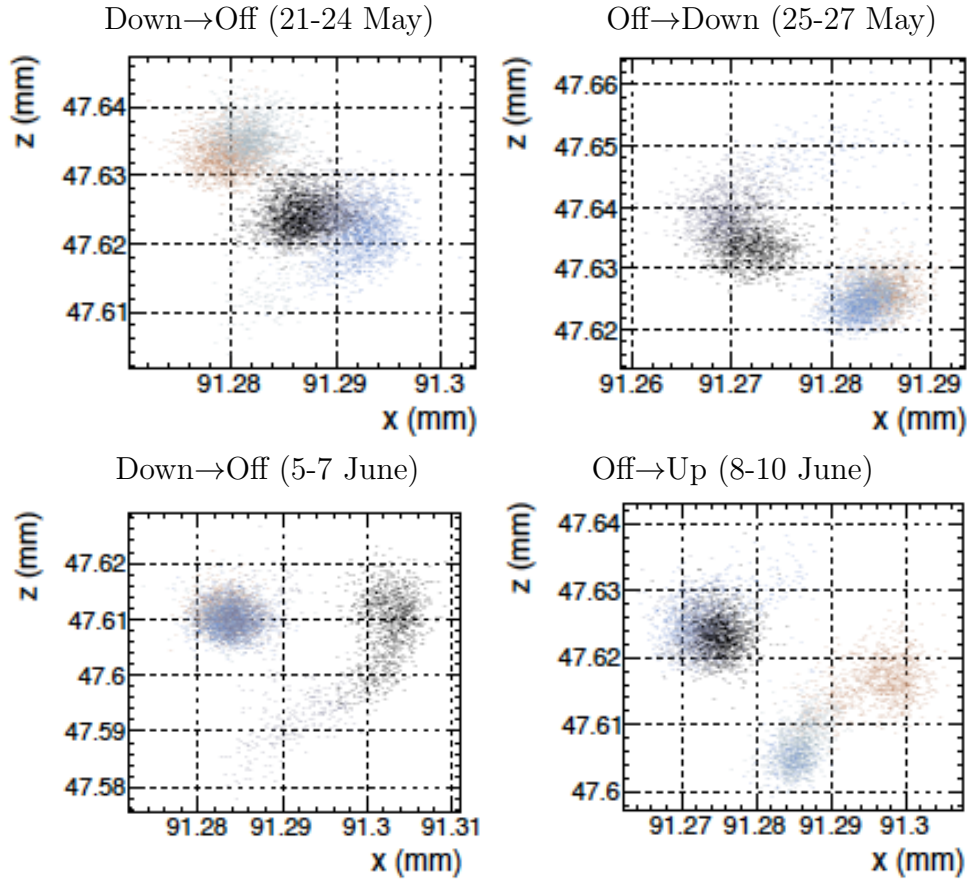 Down→Off (21-24 May)
z (mm)
47.64
47.63
47.62
47.61
91.28 91.29 91.3
x (mm)
Off→Down (25-27 May)
z (mm)
47.66
47.65
47.64
47.63
47.62
91.26 91.27 91.28 91.29
x (mm)
Down→Off (5-7 June)
z (mm)
47.62
47.61
47.6
47.59
47.58
91.28 91.29 91.3 91.31
x (mm)
Off→Up (8-10 June)
z (mm)
47.64
47.63
47.62
47.61
47.6
91.27 91.28 91.29 91.3
x (mm)